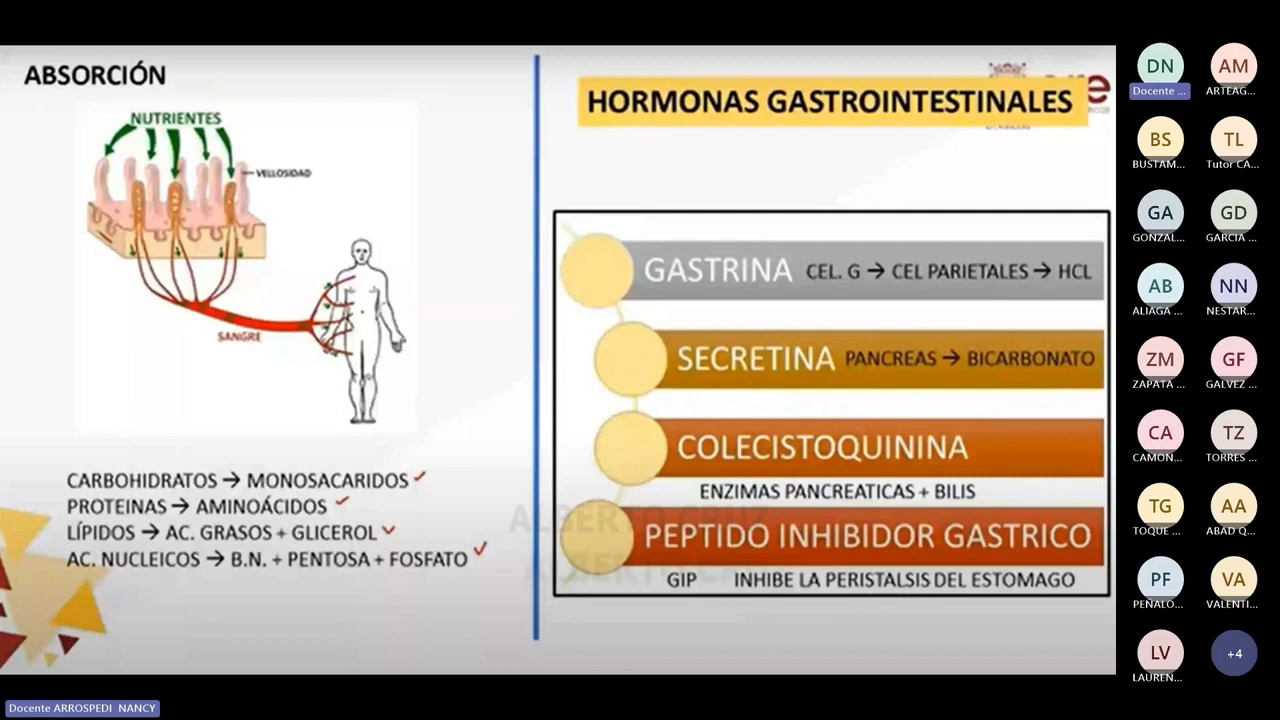 ABSORCIÓN
NUTRIENTES
VELLOSIDAD
SANGRE
CARBOHIDRATOS → MONOSACARIDOS
PROTEINAS → AMINOÁCIDOS
LÍPIDOS → AC. GRASOS + GLICEROL
AC. NUCLEICOS → B.N. + PENTOSA + FOSFATO
HORMONAS GASTROINTESTINALES
GASTRINA CEL. G → CEL PARIETALES → HCL
SECRETINA PANCREAS → BICARBONATO
COLECISTOQUININA
ENZIMAS PANCREATICAS + BILIS
PEPTIDO INHIBIDOR GASTRICO
GIP INHIBE LA PERISTALSIS DEL ESTOMAGO
ALBERTO CRUZ
ALBERTO CRUZ
DN AM
Docente ... ARTEAG...
BS TL
BUSTAM... Tutor CA...
GA GD
GONZAL... GARCIA ...
AB NN
ALIAGA ... NESTAR...
ZM GF
ZAPATA ... GALVEZ ...
CA TZ
CAMON... TORRES ...
TG AA
TOQUE ... ABAD Q...
PF VA
PEÑALO... VALENTI...
LV +4
LAUREN...
Docente ARROSPEDI NANCY